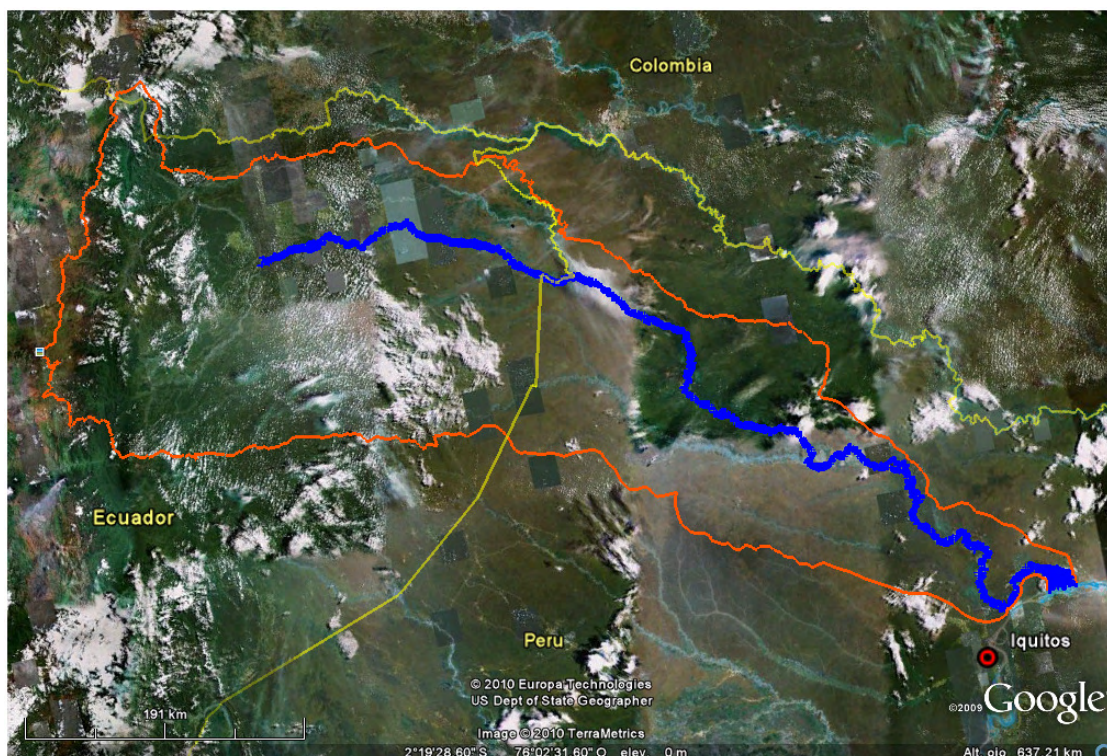 Colombia
Ecuador
Peru
Iquitos
© 2010 Europa Technologies
US Dept of State Geographer
©2009 Google
191 km
Image © 2010 TerraMetrics
2°19'28.60" S 76°02'31.60" O elev 0 m Alt. ojo 637.21 km